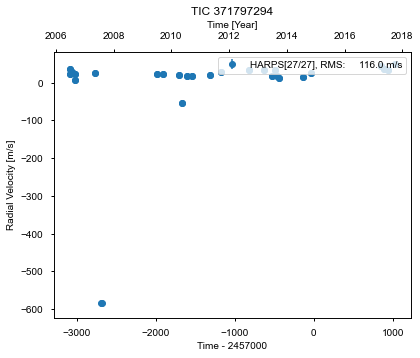 TIC 371797294
Time [Year]
2006 2008 2010 2012 2014 2016 2018
HARPS[27/27], RMS: 116.0 m/s
Radial Velocity [m/s]
0
−100
−200
−300
−400
−500
−600
−3000 −2000 −1000 0 1000
Time - 2457000